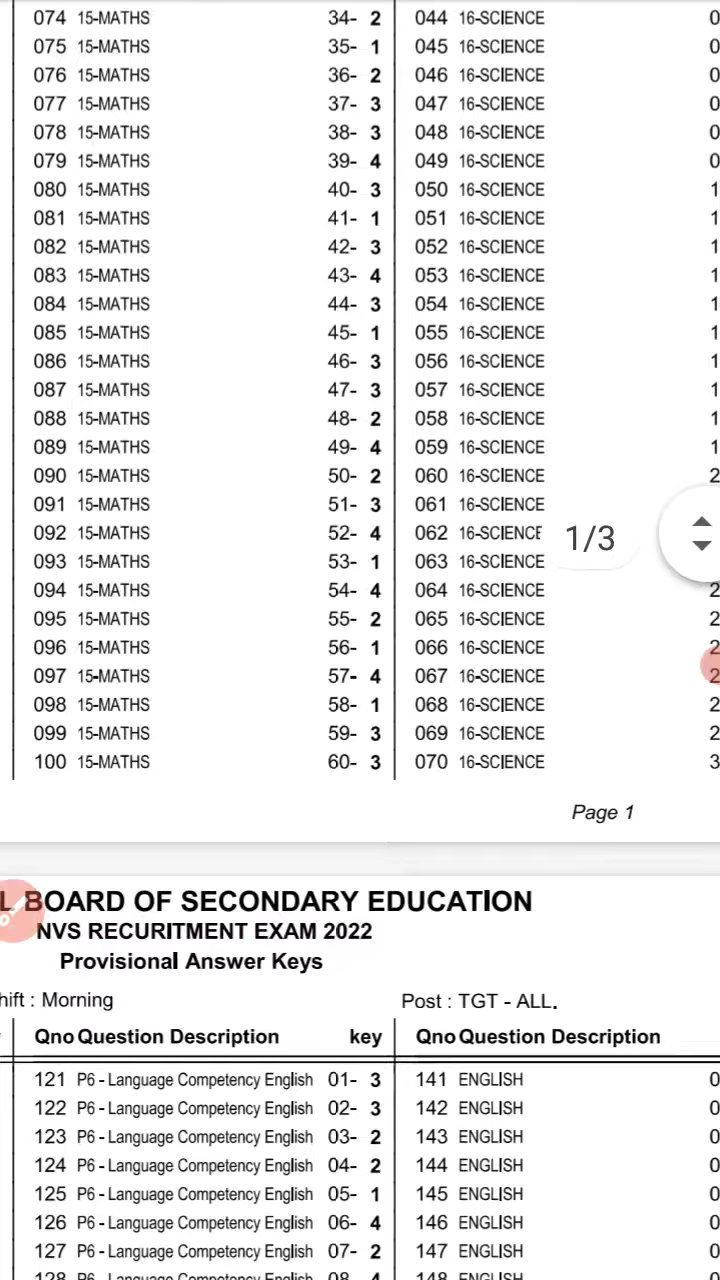 074 15-MATHS 34- 2 044 16-SCIENCE 0
075 15-MATHS 35- 1 045 16-SCIENCE 0
076 15-MATHS 36- 2 046 16-SCIENCE 0
077 15-MATHS 37- 3 047 16-SCIENCE 0
078 15-MATHS 38- 3 048 16-SCIENCE 0
079 15-MATHS 39- 4 049 16-SCIENCE 0
080 15-MATHS 40- 3 050 16-SCIENCE 1
081 15-MATHS 41- 1 051 16-SCIENCE 1
082 15-MATHS 42- 3 052 16-SCIENCE 1
083 15-MATHS 43- 4 053 16-SCIENCE 1
084 15-MATHS 44- 3 054 16-SCIENCE 1
085 15-MATHS 45- 1 055 16-SCIENCE 1
086 15-MATHS 46- 3 056 16-SCIENCE 1
087 15-MATHS 47- 3 057 16-SCIENCE 1
088 15-MATHS 48- 2 058 16-SCIENCE 1
089 15-MATHS 49- 4 059 16-SCIENCE 1
090 15-MATHS 50- 2 060 16-SCIENCE 2
091 15-MATHS 51- 3 061 16-SCIENCE
092 15-MATHS 52- 4 062 16-SCIENCE 1/3
093 15-MATHS 53- 1 063 16-SCIENCE
094 15-MATHS 54- 4 064 16-SCIENCE 2
095 15-MATHS 55- 2 065 16-SCIENCE 2
096 15-MATHS 56- 1 066 16-SCIENCE 2
097 15-MATHS 57- 4 067 16-SCIENCE 2
098 15-MATHS 58- 1 068 16-SCIENCE 2
099 15-MATHS 59- 3 069 16-SCIENCE 2
100 15-MATHS 60- 3 070 16-SCIENCE 3
Page 1
L BOARD OF SECONDARY EDUCATION
NVS RECURITMENT EXAM 2022
Provisional Answer Keys
hift : Morning Post : TGT - ALL.
Qno Question Description key Qno Question Description
121 P6 - Language Competency English 01- 3 141 ENGLISH 0
122 P6 - Language Competency English 02- 3 142 ENGLISH 0
123 P6 - Language Competency English 03- 2 143 ENGLISH 0
124 P6 - Language Competency English 04- 2 144 ENGLISH 0
125 P6 - Language Competency English 05- 1 145 ENGLISH 0
126 P6 - Language Competency English 06- 4 146 ENGLISH 0
127 P6 - Language Competency English 07- 2 147 ENGLISH 0
128 P6 - Language Competency English 08- 4 148 ENGLISH 0